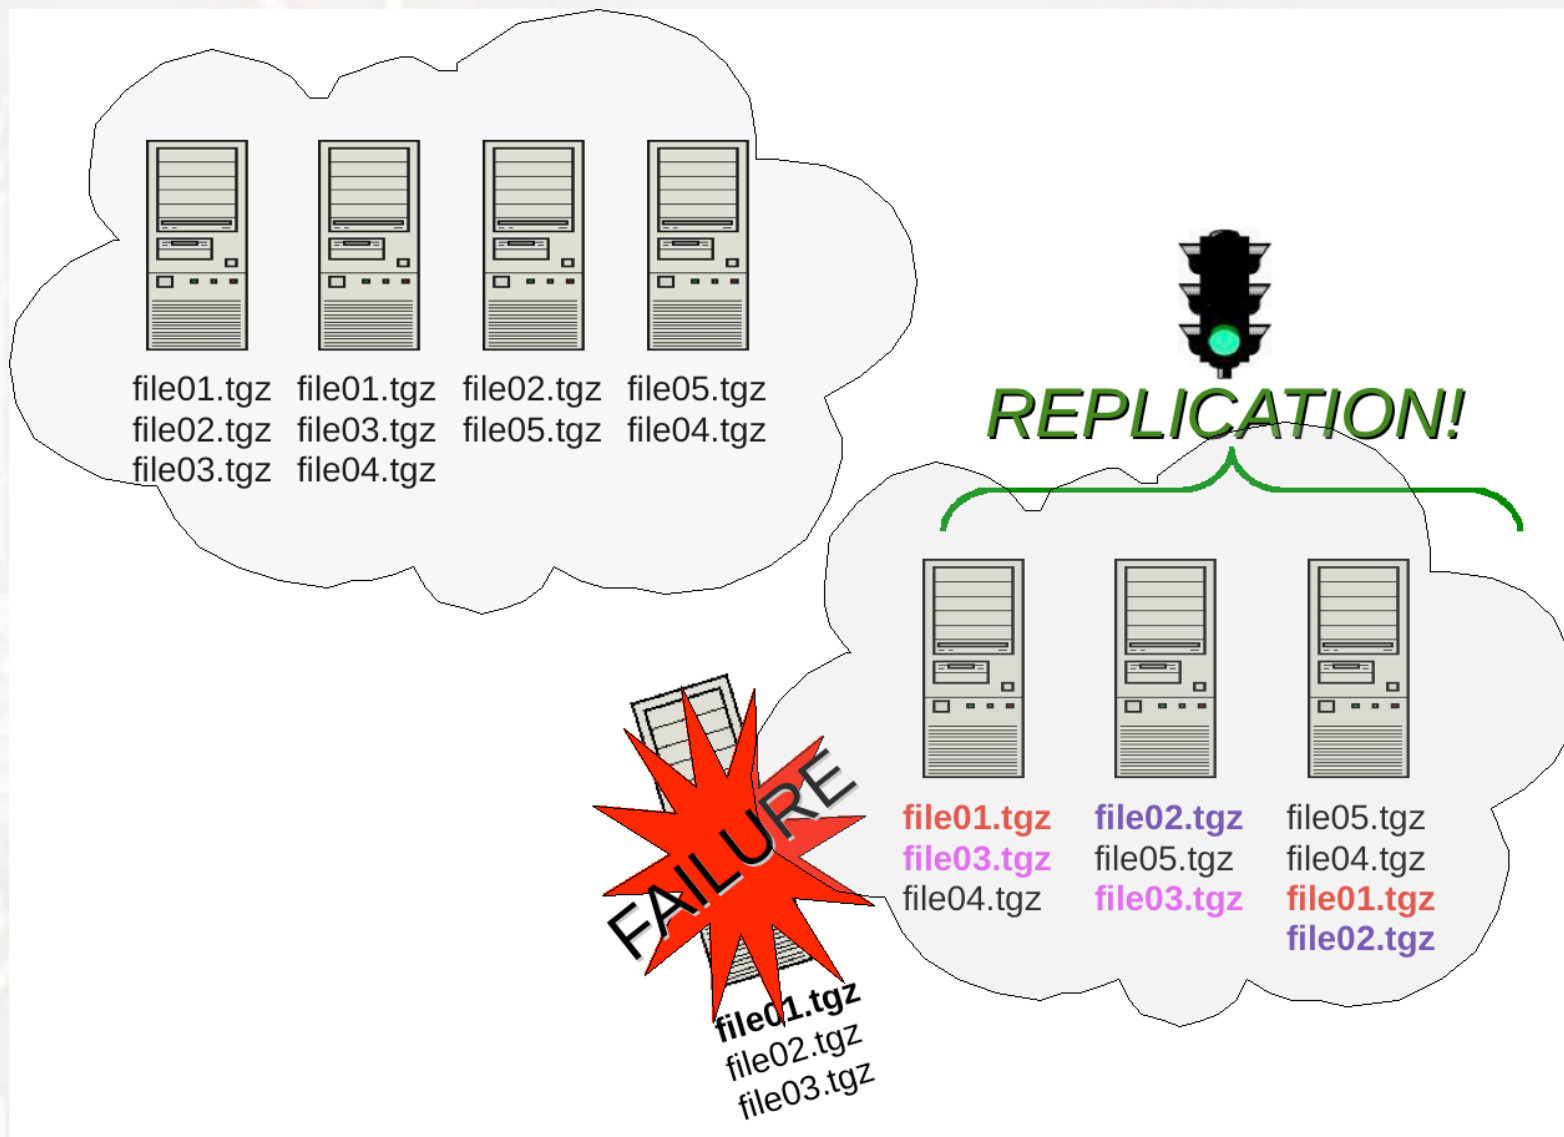 file01.tgz file01.tgz file02.tgz file05.tgz
file02.tgz file03.tgz file05.tgz file04.tgz
file03.tgz file04.tgz
REPLICATION!
FAILURE
file01.tgz
file02.tgz
file03.tgz
file01.tgz file02.tgz file05.tgz
file03.tgz file05.tgz file04.tgz
file04.tgz file03.tgz file01.tgz
file02.tgz